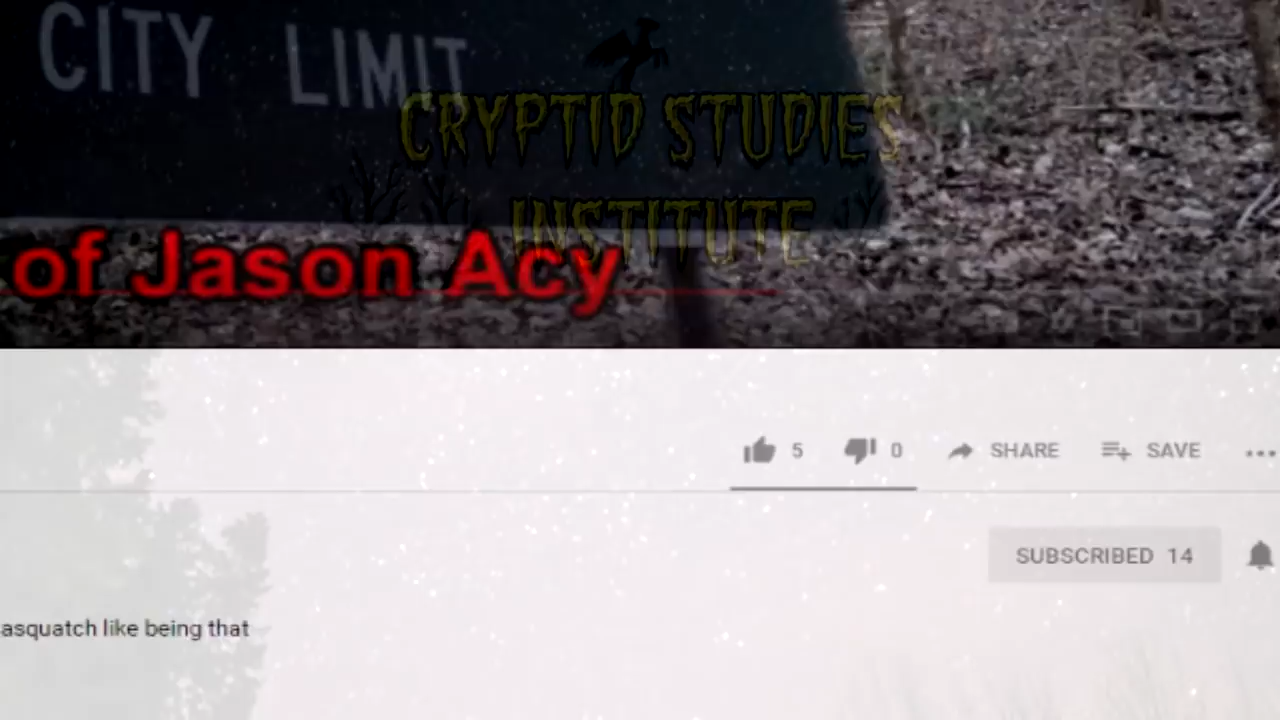 CITY LIMIT
CRYPTID STUDIES
INSTITUTE
of Jason Acy
5 0 SHARE SAVE
SUBSCRIBED 14
asquatch like being that